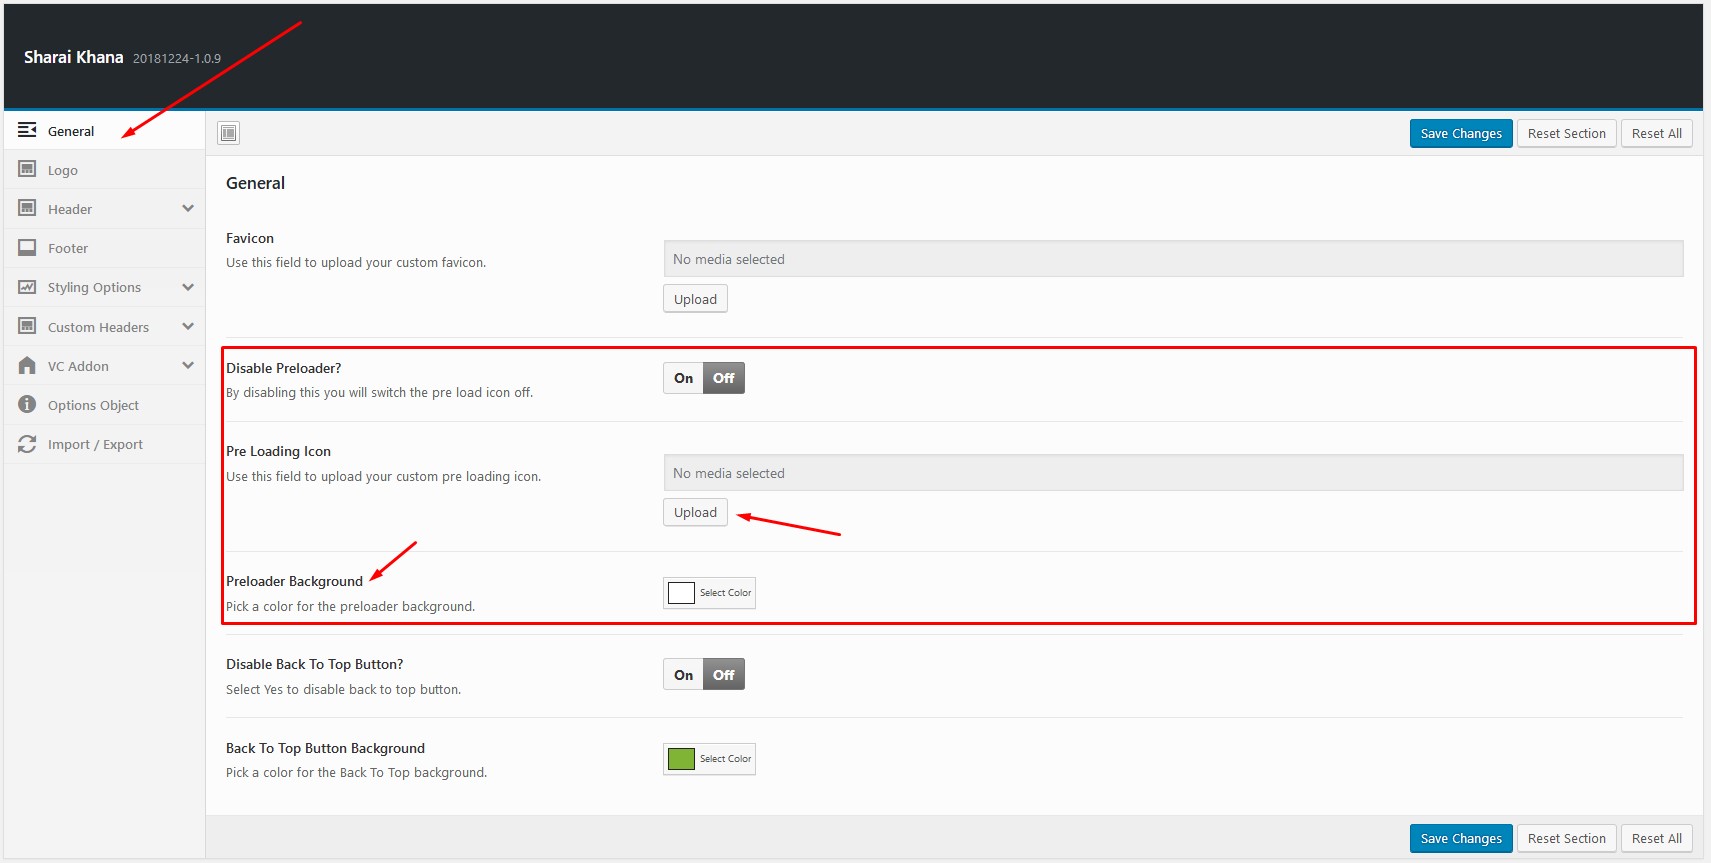 Sharai Khana 20181224-1.0.9
General
Logo
Header
Footer
Styling Options
Custom Headers
VC Addon
Options Object
Import / Export
Save Changes Reset Section Reset All
General
Favicon
Use this field to upload your custom favicon.
No media selected
Upload
Disable Preloader?
By disabling this you will switch the pre load icon off.
On Off
Pre Loading Icon
Use this field to upload your custom pre loading icon.
No media selected
Upload
Preloader Background
Pick a color for the preloader background.
Select Color
Disable Back To Top Button?
Select Yes to disable back to top button.
On Off
Back To Top Button Background
Pick a color for the Back To Top background.
Select Color
Save Changes Reset Section Reset All